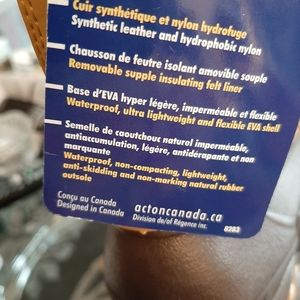 Cuir synthétique et nylon hydrofuge
Synthetic leather and hydrophobic nylon
Chausson de feutre isolant amovible souple
Removable supple insulating felt liner
Base d'EVA hyper légère, imperméable et flexible
Waterproof, ultra lightweight and flexible EVA shell
Semelle de caoutchouc naturel imperméable,
antiaccumulation, légère, antidérapante et non
marquante
Waterproof, non-compacting, lightweight,
anti-skidding and non-marking natural rubber
outsole
Conçu au Canada
Designed in Canada
actoncanada.ca
Division de/of Régence inc.
0283